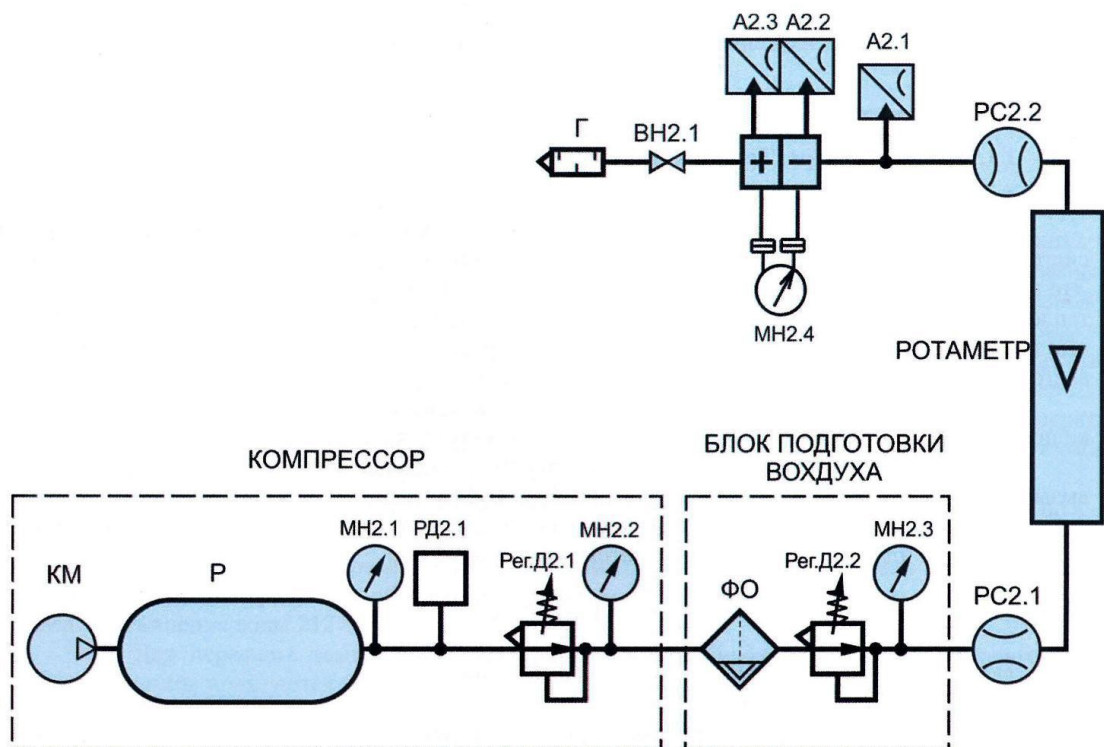 А2.3 А2.2
А2.1
Г
ВН2.1
РС2.2
+ −
МН2.4
РОТАМЕТР
КОМПРЕССОР
БЛОК ПОДГОТОВКИ
ВОХДУХА
МН2.1
РД2.1
МН2.2
МН2.3
КМ
Р
Рег.Д2.1
ФО
Рег.Д2.2
РС2.1